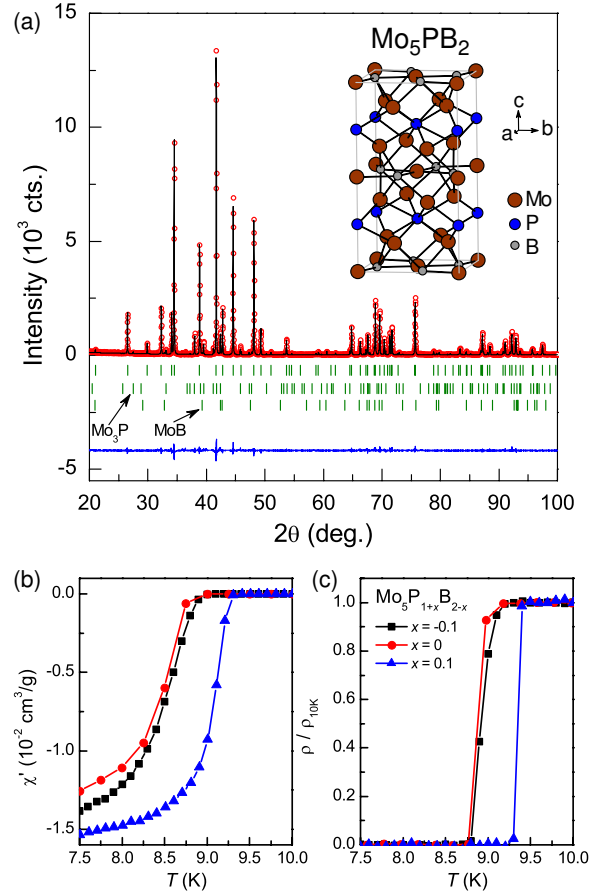 (a)
15
10
5
0
-5
Intensity (10³ cts.)
Mo₅PB₂
c
a
b
Mo
P
B
Mo₃P
MoB
20 30 40 50 60 70 80 90 100
2θ (deg.)
(b)
0.0
-0.5
-1.0
-1.5
χ' (10⁻² cm³/g)
7.5 8.0 8.5 9.0 9.5 10.0
T (K)
(c)
Mo₅P₁₊ₓB₂₋ₓ
x = -0.1
x = 0
x = 0.1
1.0
0.8
0.6
0.4
0.2
0.0
ρ / ρ₁₀K
7.5 8.0 8.5 9.0 9.5 10.0
T (K)